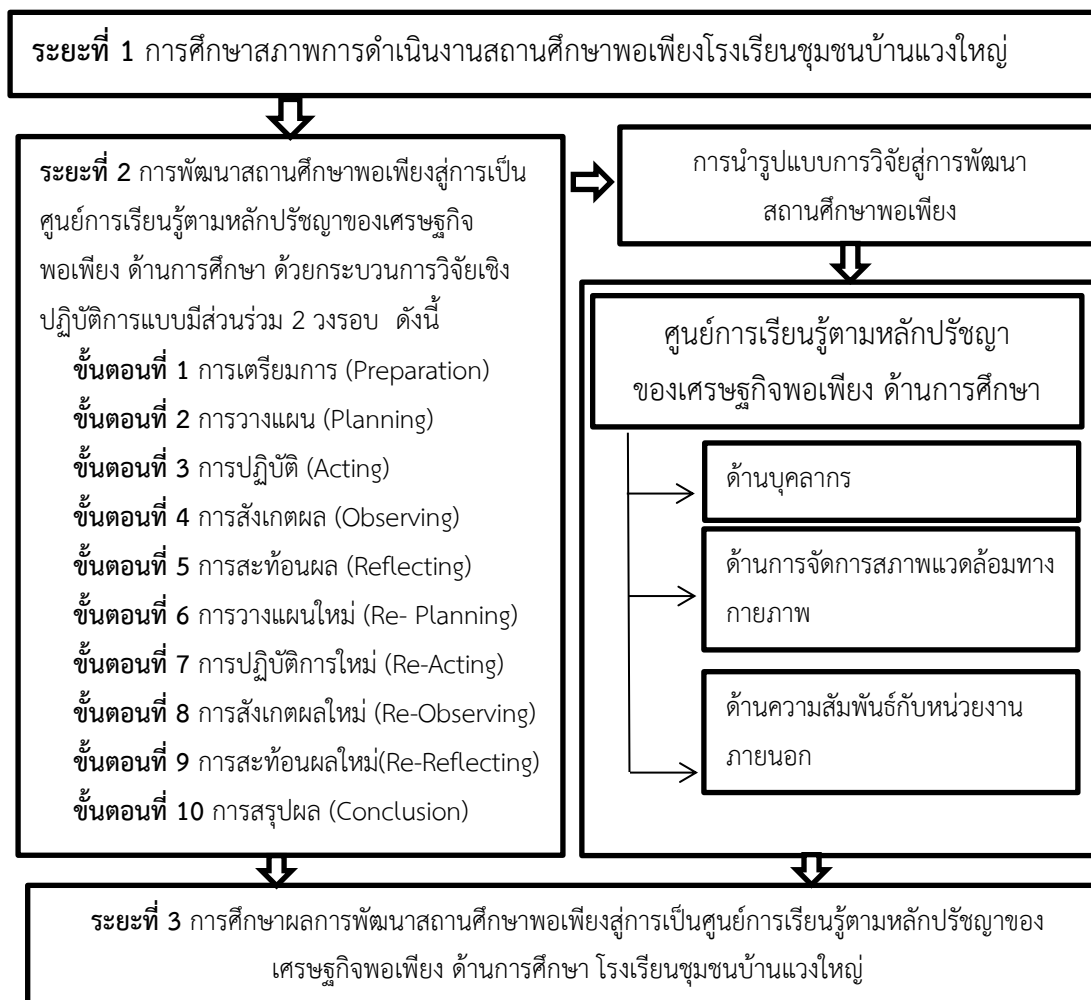 ระยะที่ 1 การศึกษาสภาพการดำเนินงานสถานศึกษาพอเพียงโรงเรียนชุมชนบ้านแวงใหญ่
ระยะที่ 2 การพัฒนาสถานศึกษาพอเพียงสู่การเป็น
ศูนย์การเรียนรู้ตามหลักปรัชญาของเศรษฐกิจ
พอเพียง ด้านการศึกษา ด้วยกระบวนการวิจัยเชิง
ปฏิบัติการแบบมีส่วนร่วม 2 วงรอบ ดังนี้
ขั้นตอนที่ 1 การเตรียมการ (Preparation)
ขั้นตอนที่ 2 การวางแผน (Planning)
ขั้นตอนที่ 3 การปฏิบัติ (Acting)
ขั้นตอนที่ 4 การสังเกตผล (Observing)
ขั้นตอนที่ 5 การสะท้อนผล (Reflecting)
ขั้นตอนที่ 6 การวางแผนใหม่ (Re- Planning)
ขั้นตอนที่ 7 การปฏิบัติการใหม่ (Re-Acting)
ขั้นตอนที่ 8 การสังเกตผลใหม่ (Re-Observing)
ขั้นตอนที่ 9 การสะท้อนผลใหม่(Re-Reflecting)
ขั้นตอนที่ 10 การสรุปผล (Conclusion)
การนำรูปแบบการวิจัยสู่การพัฒนา
สถานศึกษาพอเพียง
ศูนย์การเรียนรู้ตามหลักปรัชญา
ของเศรษฐกิจพอเพียง ด้านการศึกษา
ด้านบุคลากร
ด้านการจัดการสภาพแวดล้อมทาง
กายภาพ
ด้านความสัมพันธ์กับหน่วยงาน
ภายนอก
ระยะที่ 3 การศึกษาผลการพัฒนาสถานศึกษาพอเพียงสู่การเป็นศูนย์การเรียนรู้ตามหลักปรัชญาของ
เศรษฐกิจพอเพียง ด้านการศึกษา โรงเรียนชุมชนบ้านแวงใหญ่